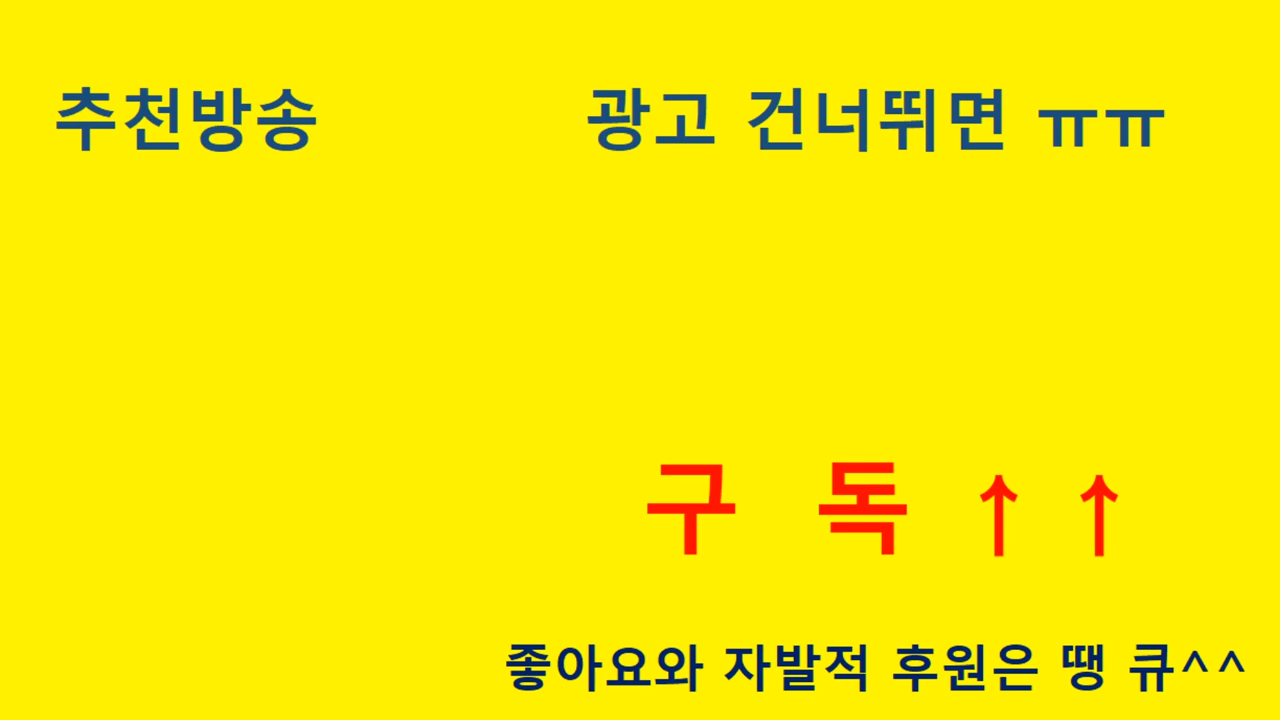 추천방송 광고 건너뛰면 ㅠㅠ
구 독 ↑ ↑
좋아요와 자발적 후원은 땡 큐^^